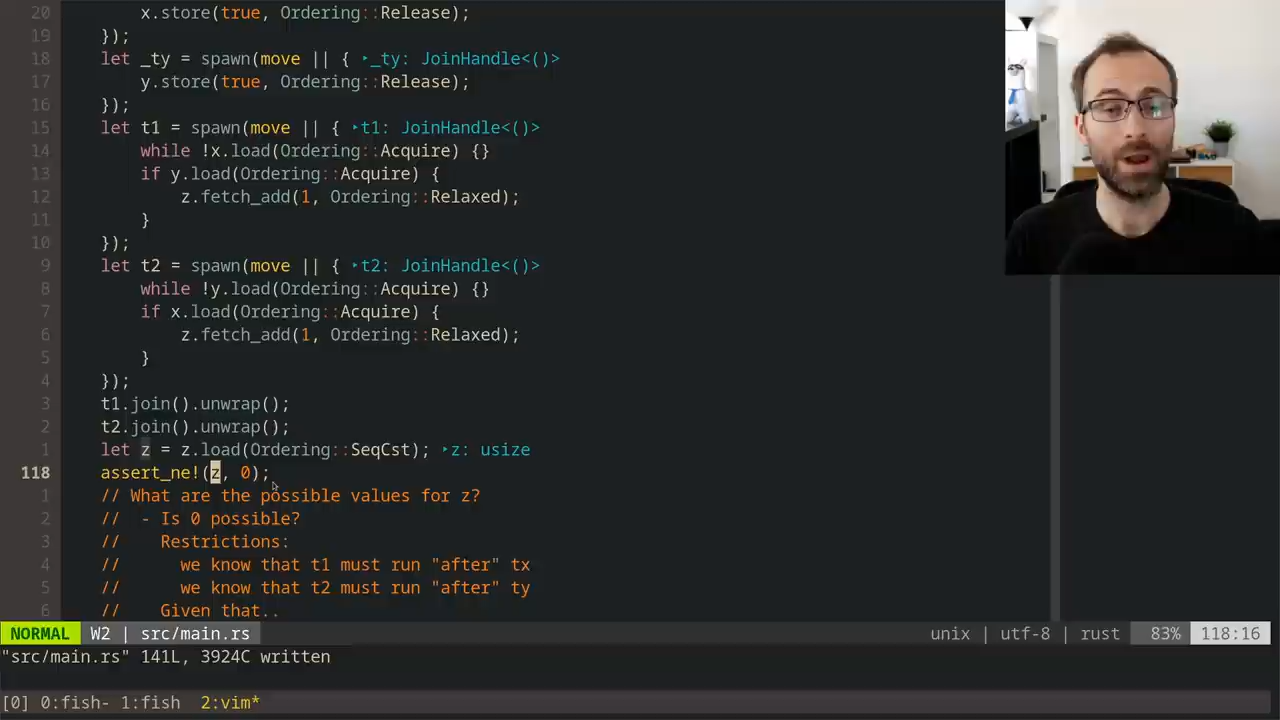 20 x.store(true, Ordering::Release);
19 });
18 let _ty = spawn(move || { ‣_ty: JoinHandle<()>
17 y.store(true, Ordering::Release);
16 });
15 let t1 = spawn(move || { ‣t1: JoinHandle<()>
14 while !x.load(Ordering::Acquire) {}
13 if y.load(Ordering::Acquire) {
12 z.fetch_add(1, Ordering::Relaxed);
11 }
10 });
9 let t2 = spawn(move || { ‣t2: JoinHandle<()>
8 while !y.load(Ordering::Acquire) {}
7 if x.load(Ordering::Acquire) {
6 z.fetch_add(1, Ordering::Relaxed);
5 }
4 });
3 t1.join().unwrap();
2 t2.join().unwrap();
1 let z = z.load(Ordering::SeqCst); ‣z: usize
118 assert_ne!(z, 0);
1 // What are the possible values for z?
2 // - Is 0 possible?
3 // Restrictions:
4 // we know that t1 must run "after" tx
5 // we know that t2 must run "after" ty
6 // Given that..
NORMAL W2 | src/main.rs unix | utf-8 | rust 83% 118:16
"src/main.rs" 141L, 3924C written
[0] 0:fish- 1:fish 2:vim*